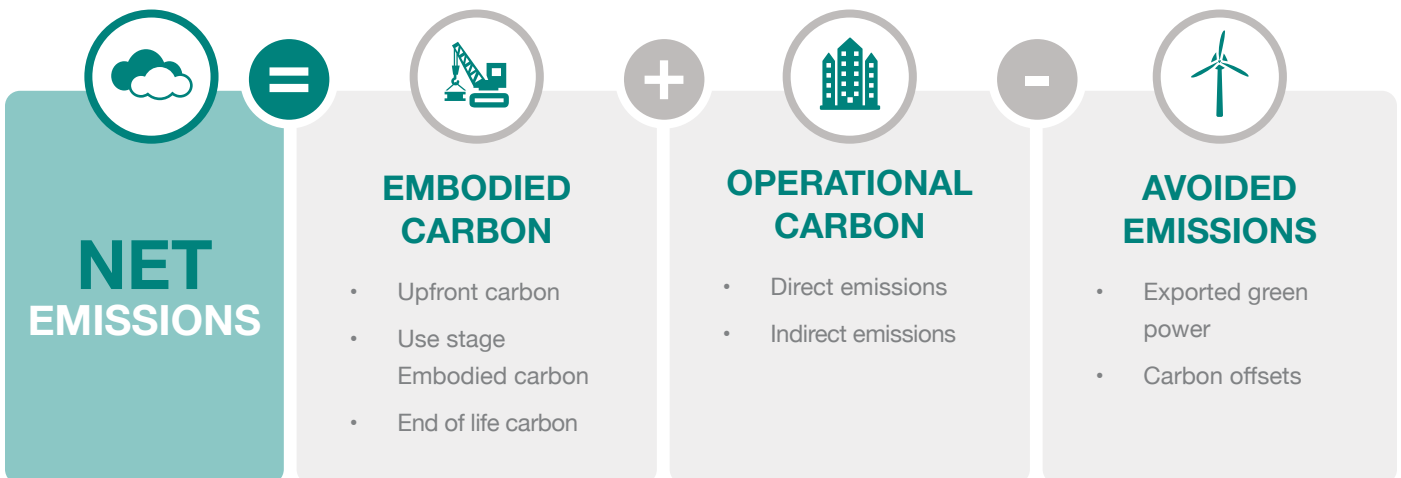 NET
EMISSIONS
=
EMBODIED
CARBON
• Upfront carbon
• Use stage
Embodied carbon
• End of life carbon
+
OPERATIONAL
CARBON
• Direct emissions
• Indirect emissions
-
AVOIDED
EMISSIONS
• Exported green
power
• Carbon offsets